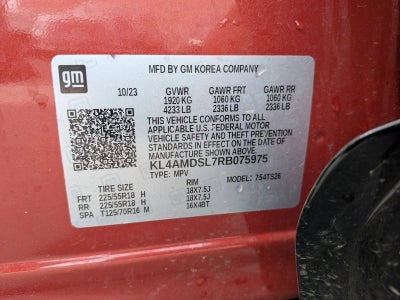 gm
MFD BY GM KOREA COMPANY
10/23 GVWR GAWR FRT GAWR RR
1920 KG 1060 KG 1060 KG
4233 LB 2336 LB 2336 LB
THIS VEHICLE CONFORMS TO ALL
APPLICABLE U.S. FEDERAL MOTOR
VEHICLE SAFETY AND THEFT PREVENTION
STANDARDS IN EFFECT ON THE DATE OF
MANUFACTURE SHOWN ABOVE.
KL4AMDSL7RB075975
TYPE: MPV MODEL: 7S4TS26
TIRE SIZE RIM
FRT 225/55R18 H 18X7.5J
RR 225/55R18 H 18X7.5J
SPA T125/70R16 M 16X4BT